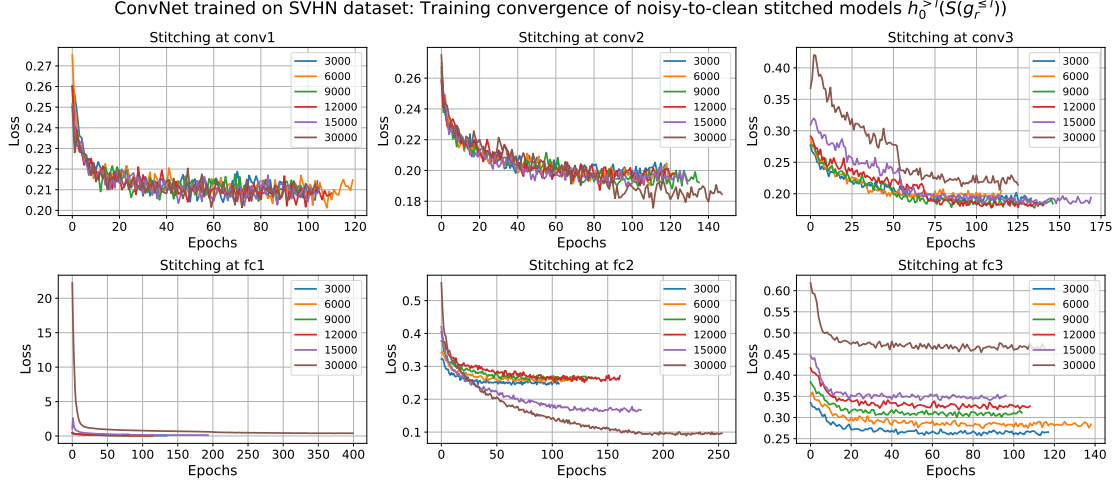 ConvNet trained on SVHN dataset: Training convergence of noisy-to-clean stitched models h_0^{>l}(S(g_r^{≤l}))
Stitching at conv1
0.27
0.26
0.25
0.24
0.23
0.22
0.21
0.20
Loss
0 20 40 60 80 100 120
Epochs
3000
6000
9000
12000
15000
30000
Stitching at conv2
0.26
0.24
0.22
0.20
0.18
Loss
0 20 40 60 80 100 120 140
Epochs
3000
6000
9000
12000
15000
30000
Stitching at conv3
0.40
0.35
0.30
0.25
0.20
Loss
0 25 50 75 100 125 150 175
Epochs
3000
6000
9000
12000
15000
30000
Stitching at fc1
20
15
10
5
0
Loss
0 50 100 150 200 250 300 350 400
Epochs
3000
6000
9000
12000
15000
30000
Stitching at fc2
0.5
0.4
0.3
0.2
0.1
Loss
0 50 100 150 200 250
Epochs
3000
6000
9000
12000
15000
30000
Stitching at fc3
0.60
0.55
0.50
0.45
0.40
0.35
0.30
0.25
Loss
0 20 40 60 80 100 120 140
Epochs
3000
6000
9000
12000
15000
30000